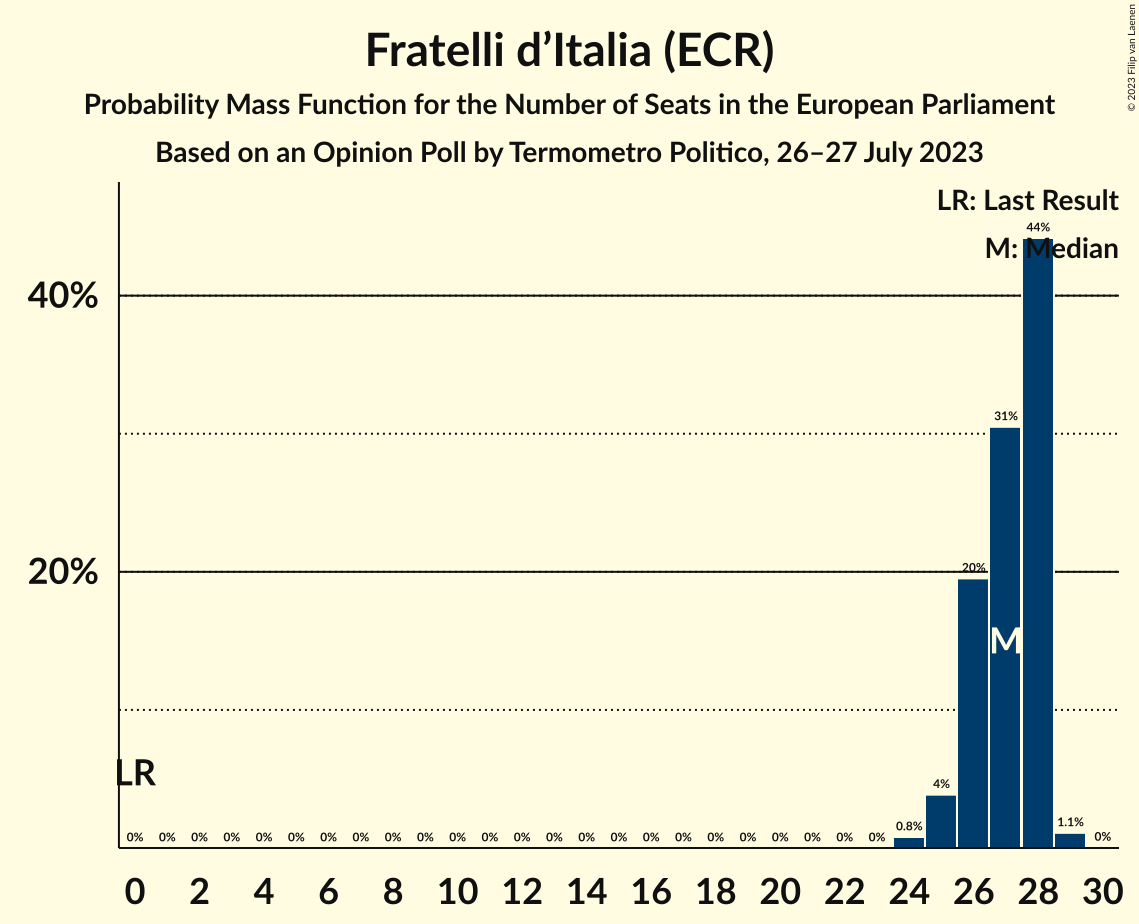 Fratelli d’Italia (ECR)
Probability Mass Function for the Number of Seats in the European Parliament
Based on an Opinion Poll by Termometro Politico, 26–27 July 2023
© 2023 Filip van Laenen
LR: Last Result
M: Median
44%
40%
31%
20%
20%
M
LR
4%
0% 0% 0% 0% 0% 0% 0% 0% 0% 0% 0% 0% 0% 0% 0% 0% 0% 0% 0% 0% 0% 0% 0% 0% 0.8% 1.1% 0%
0 2 4 6 8 10 12 14 16 18 20 22 24 26 28 30